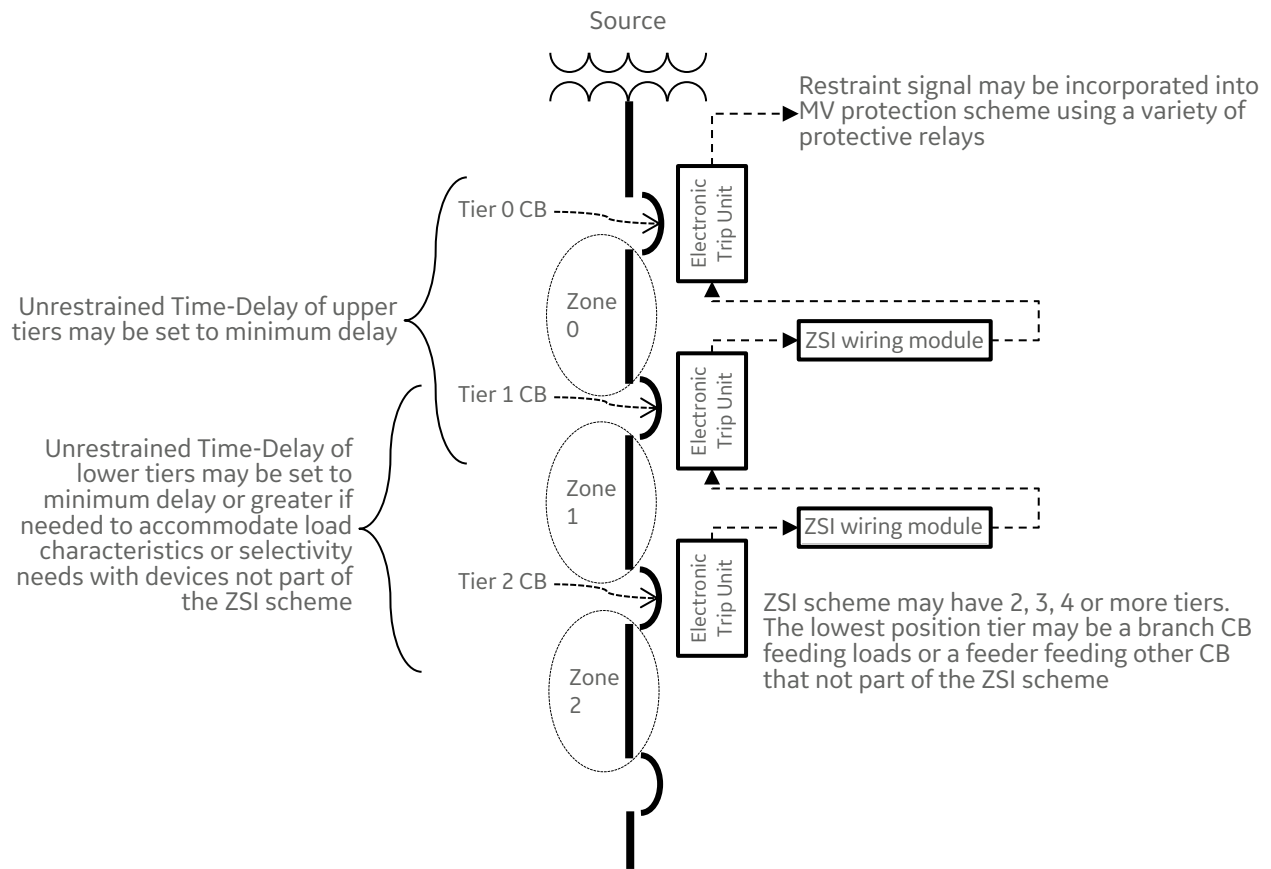 Source
Restraint signal may be incorporated into
MV protection scheme using a variety of
protective relays
Electronic
Trip Unit
Tier 0 CB
Zone
0
Unrestrained Time-Delay of upper
tiers may be set to minimum delay
ZSI wiring module
Electronic
Trip Unit
Tier 1 CB
Unrestrained Time-Delay of
lower tiers may be set to
minimum delay or greater if
needed to accommodate load
characteristics or selectivity
needs with devices not part of
the ZSI scheme
Zone
1
ZSI wiring module
Electronic
Trip Unit
Tier 2 CB
ZSI scheme may have 2, 3, 4 or more tiers.
The lowest position tier may be a branch CB
feeding loads or a feeder feeding other CB
that not part of the ZSI scheme
Zone
2